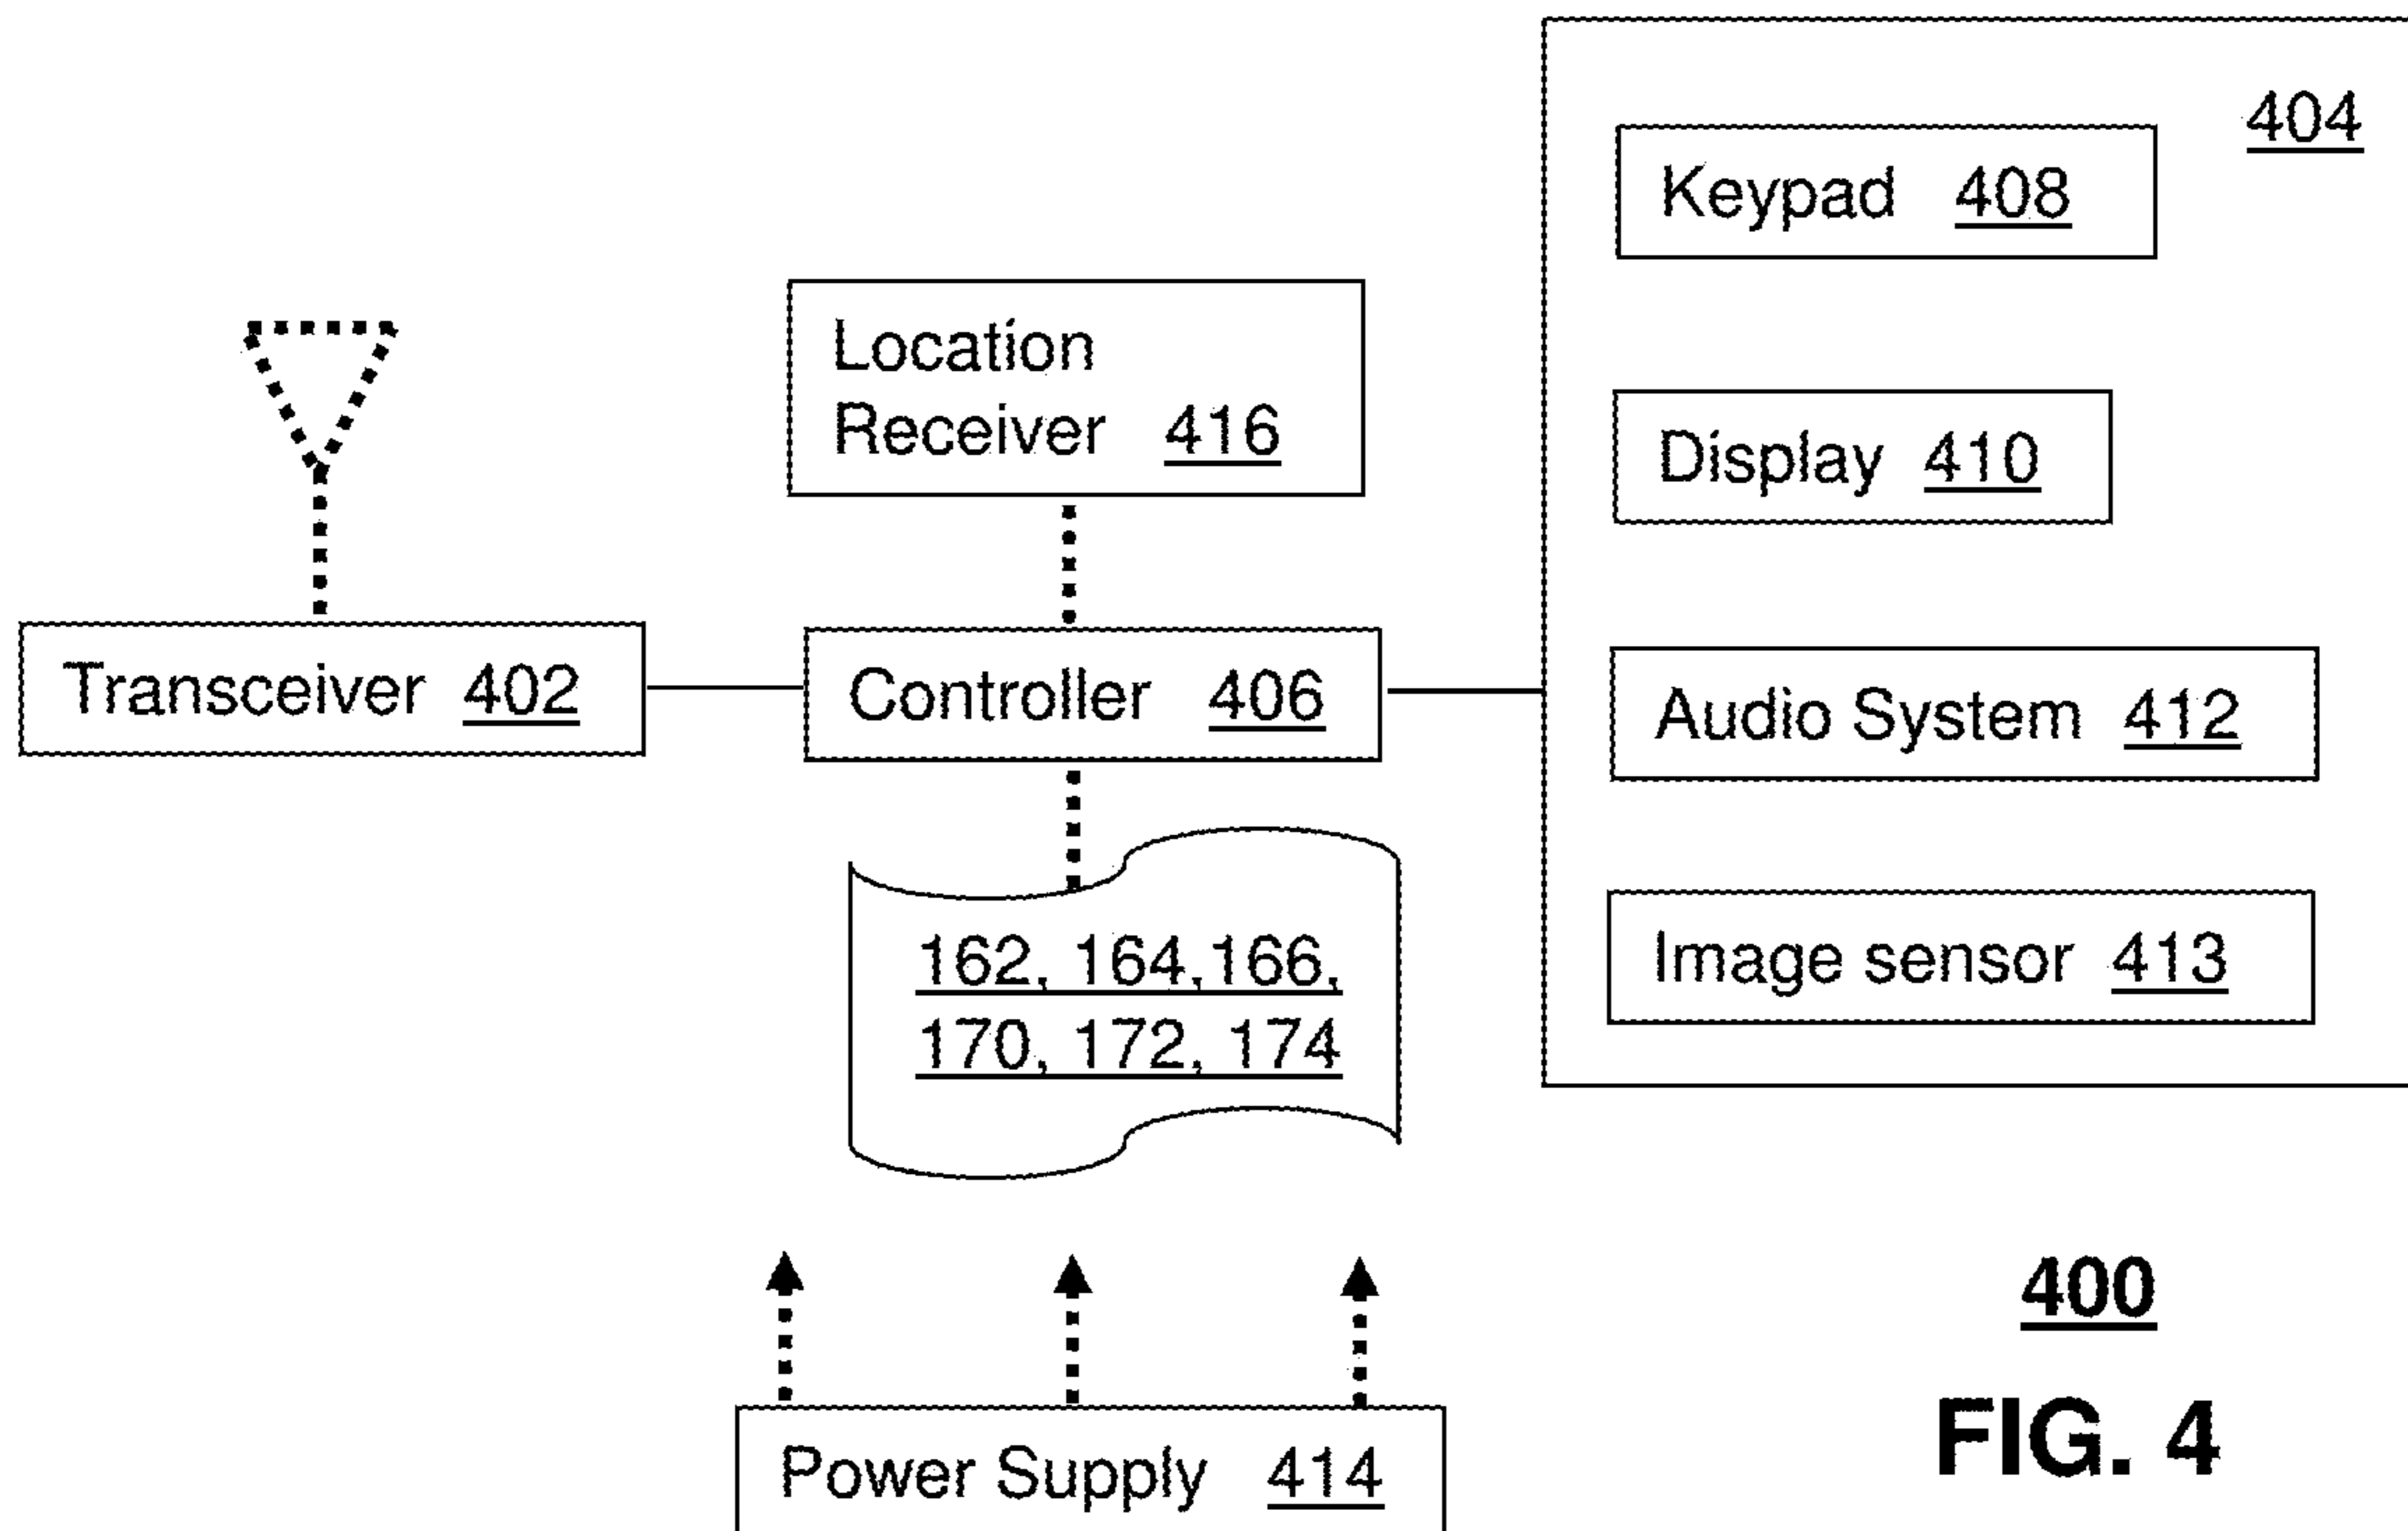 404
Keypad 408
Location
Receiver 416
Display 410
Transceiver 402
Controller 406
Audio System 412
162, 164,166,
170, 172, 174
Image sensor 413
400
FIG. 4
Power Supply 414